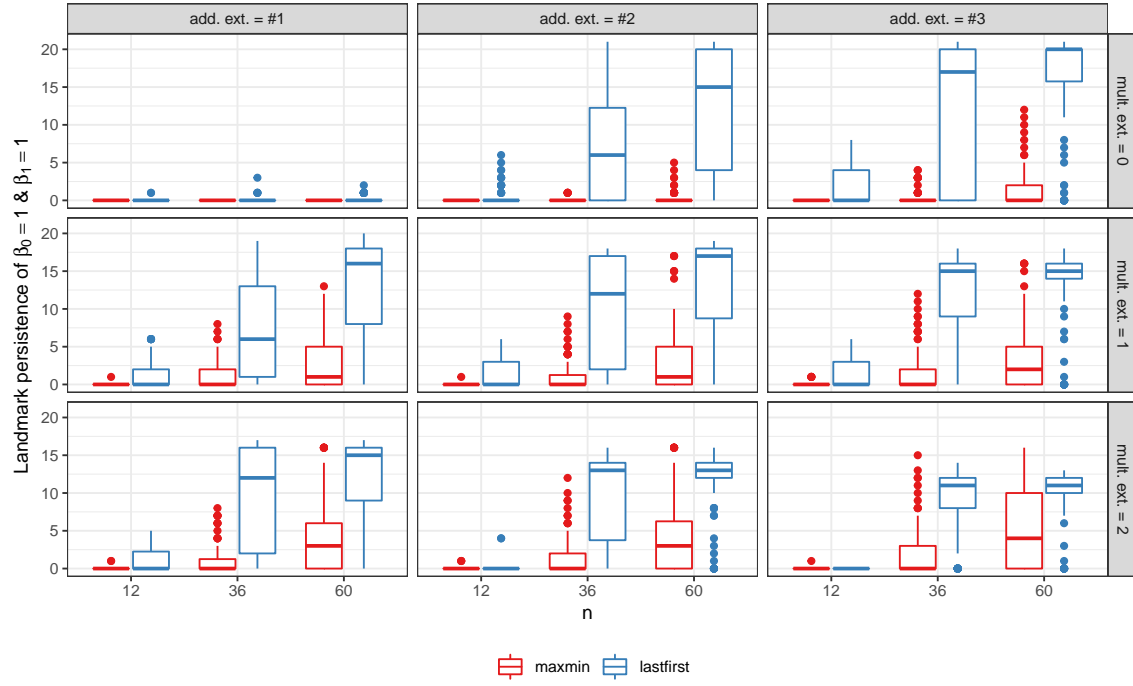 add. ext. = #1
add. ext. = #2
add. ext. = #3
Landmark persistence of β₀ = 1 & β₁ = 1
20
15
10
5
0
mult. ext. = 0
20
15
10
5
0
mult. ext. = 1
20
15
10
5
0
mult. ext. = 2
12
36
60
12
36
60
12
36
60
n
maxmin
lastfirst